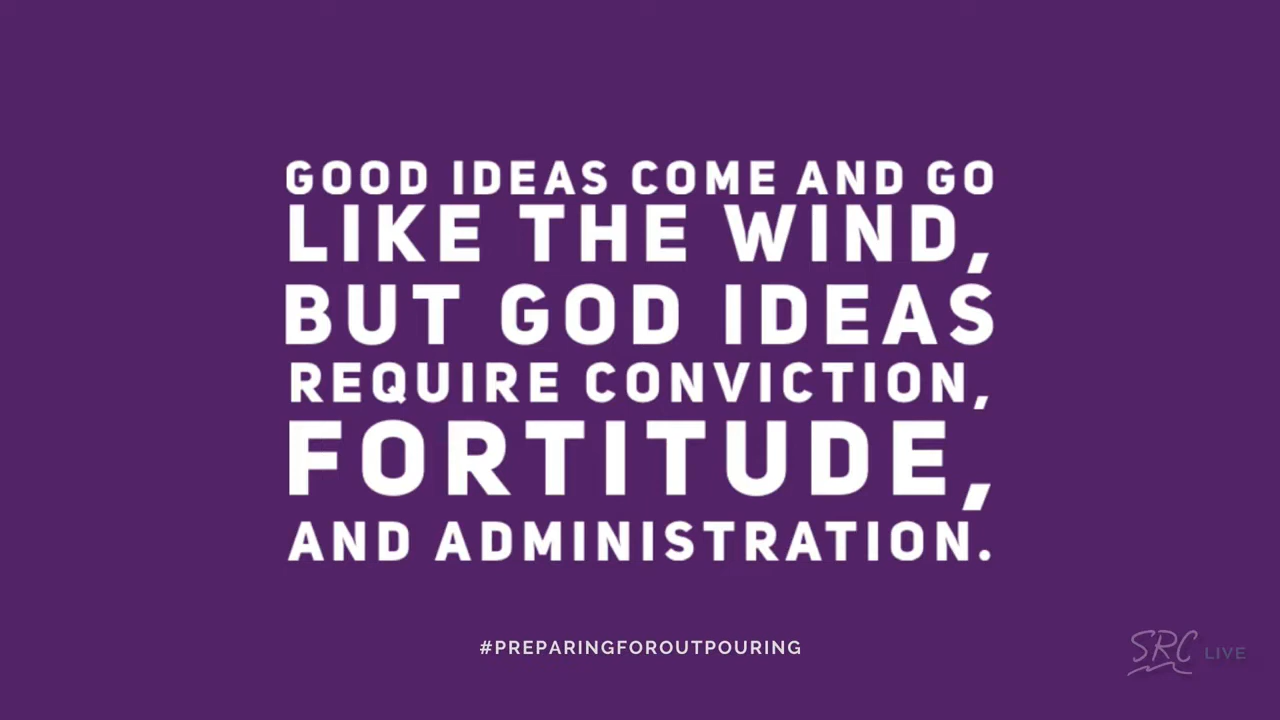 GOOD IDEAS COME AND GO
LIKE THE WIND,
BUT GOD IDEAS
REQUIRE CONVICTION,
FORTITUDE,
AND ADMINISTRATION.
#PREPARINGFOROUTPOURING
SRC LIVE